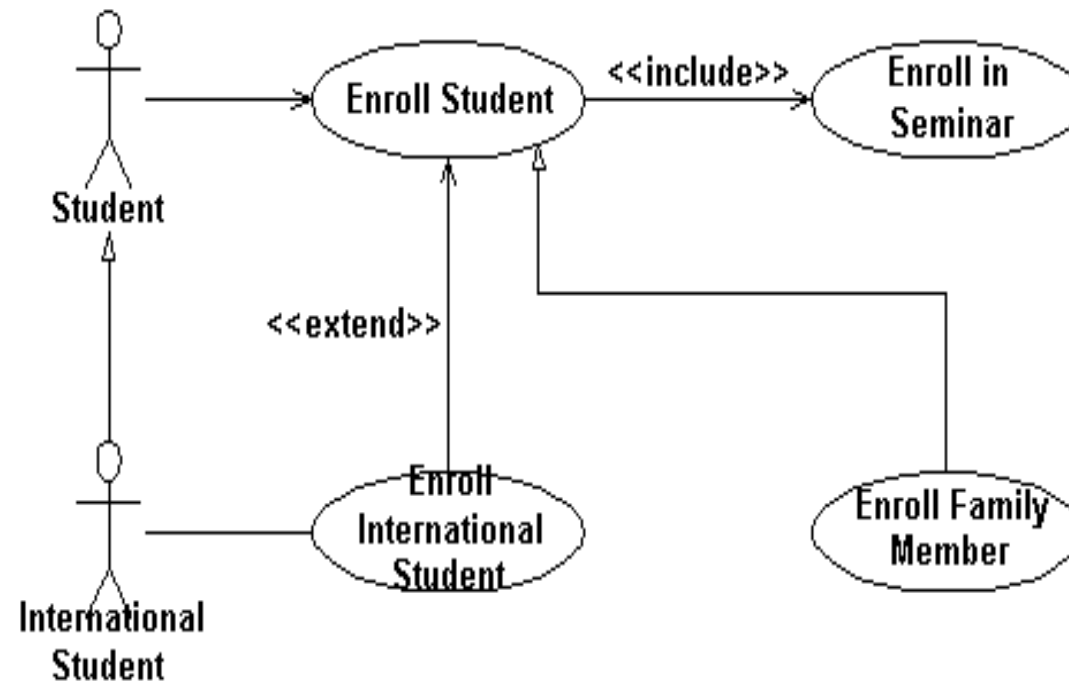 Enroll Student
<<include>>
Enroll in
Seminar
Student
<<extend>>
Enroll
International
Student
Enroll Family
Member
International
Student